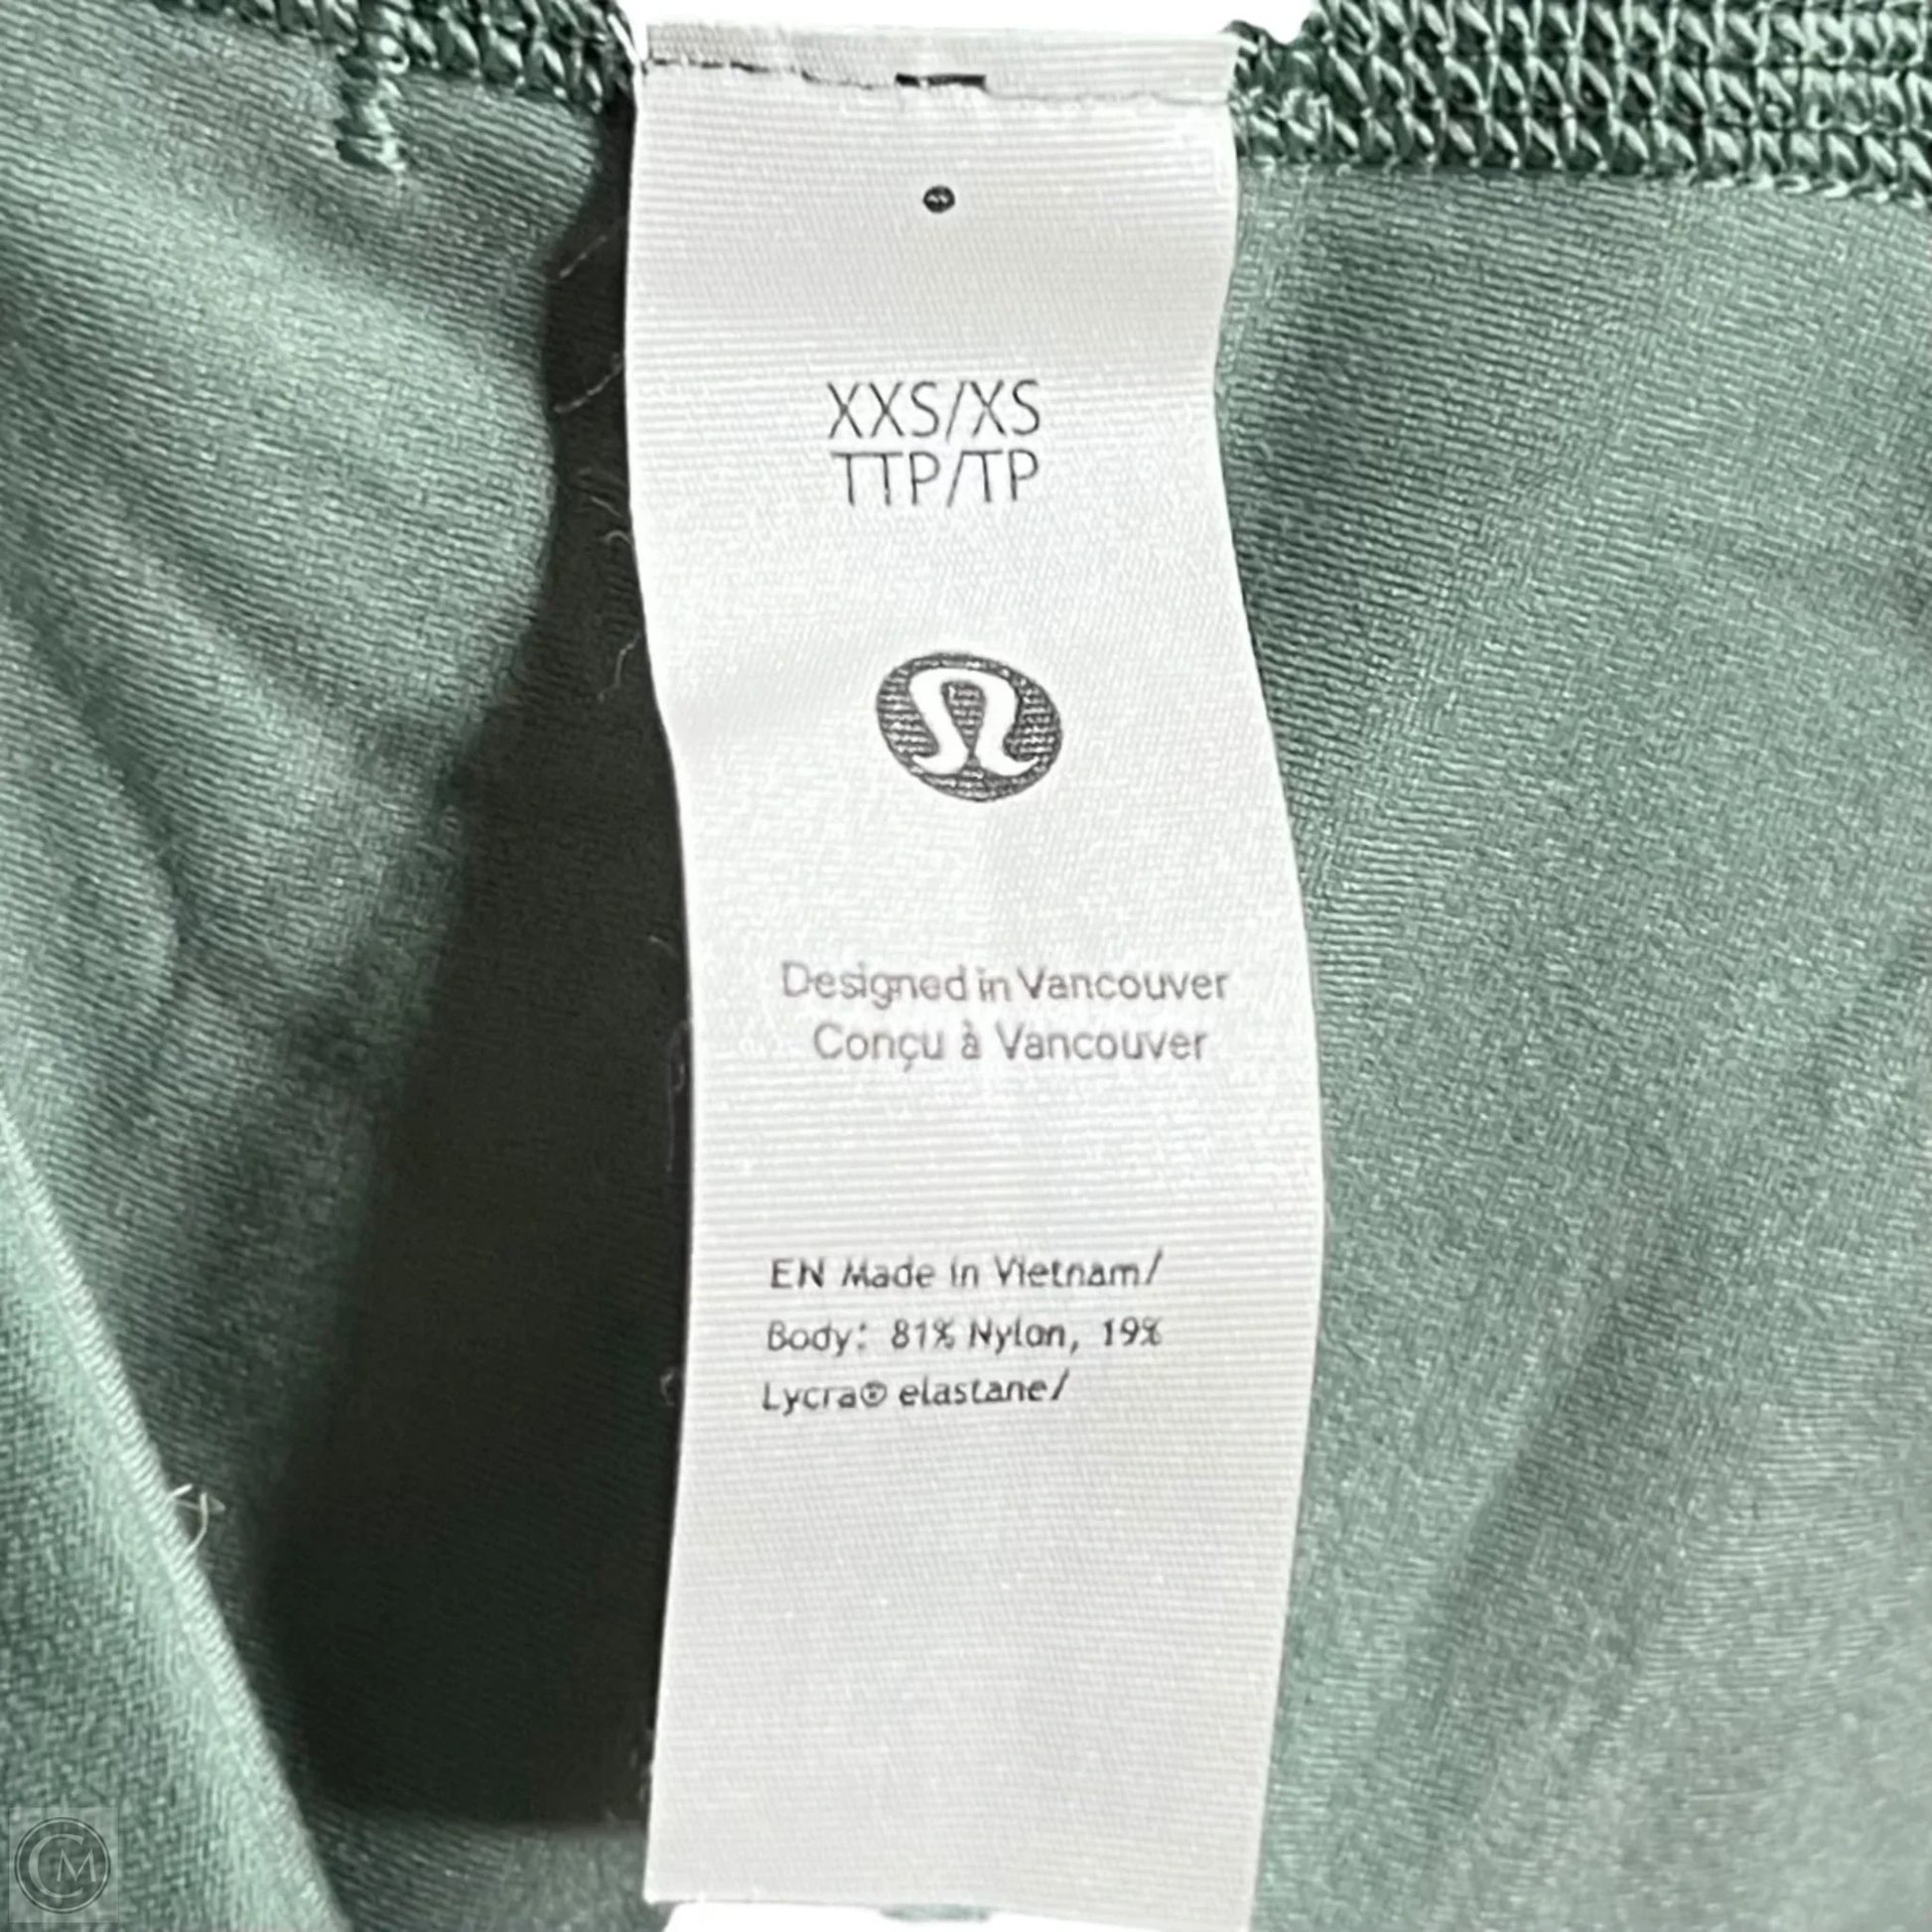 XXS/XS
TTP/TP
Designed in Vancouver
Conçu à Vancouver
EN Made in Vietnam/
Body: 81% Nylon, 19%
Lycra® elastane/
CM